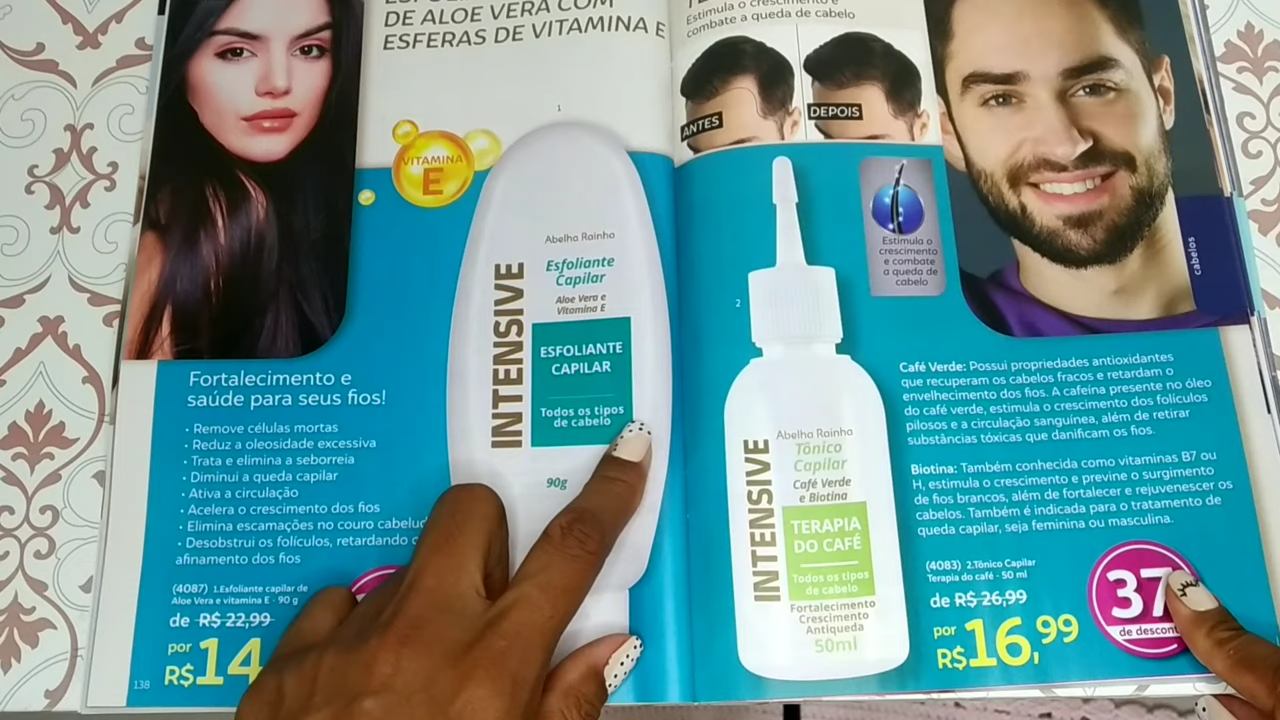 DE ALOE VERA COM
ESFERAS DE VITAMINA E
1
VITAMINA
E
Abelha Rainha
INTENSIVE
Esfoliante
Capilar
Aloe Vera e
Vitamina E
ESFOLIANTE
CAPILAR
Todos os tipos
de cabelo
90g
Fortalecimento e
saúde para seus fios!
• Remove células mortas
• Reduz a oleosidade excessiva
• Trata e elimina a seborreia
• Diminui a queda capilar
• Ativa a circulação
• Acelera o crescimento dos fios
• Elimina escamações no couro
• Desobstrui os folículos, retardando
afinamento dos fios
(4087) 1.Esfoliante capilar de
Aloe Vera e vitamina E - 90 g
de R$ 22,99
por
R$14
138
Estimula o crescimento e
combate a queda de cabelo
ANTES
DEPOIS
Estimula o
crescimento
e combate
a queda de
cabelo
cabelos
2
Abelha Rainha
INTENSIVE
Tônico
Capilar
Café Verde
e Biotina
TERAPIA
DO CAFÉ
Todos os tipos
de cabelo
Fortalecimento
Crescimento
Antiqueda
50ml
Café Verde: Possui propriedades antioxidantes
que recuperam os cabelos fracos e retardam o
envelhecimento dos fios. A cafeína presente no óleo
do café verde, estimula o crescimento dos folículos
pilosos e a circulação sanguínea, além de retirar
substâncias tóxicas que danificam os fios.
Biotina: Também conhecida como vitaminas B7 ou
H, estimula o crescimento e previne o surgimento
de fios brancos, além de fortalecer e rejuvenescer os
cabelos. Também é indicada para o tratamento de
queda capilar, seja feminina ou masculina.
(4083) 2.Tônico Capilar
Terapia do café - 50 ml
de R$ 26,99
por
R$16,99
37
de